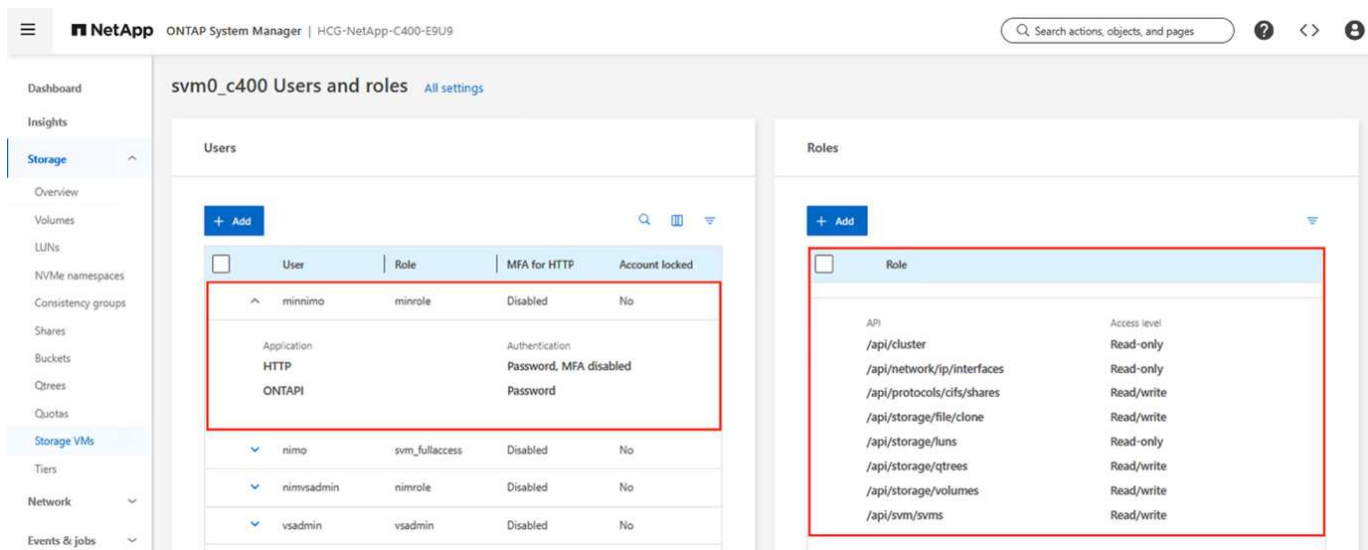 NetApp ONTAP System Manager | HCG-NetApp-C400-E9U9
Search actions, objects, and pages
Dashboard
Insights
Storage
Overview
Volumes
LUNs
NVMe namespaces
Consistency groups
Shares
Buckets
Qtrees
Quotas
Storage VMs
Tiers
Network
Events & jobs
svm0_c400 Users and roles All settings
Users
+ Add
User Role MFA for HTTP Account locked
minnimo minrole Disabled No
Application Authentication
HTTP Password, MFA disabled
ONTAPI Password
nimo svm_fullaccess Disabled No
nimvsadmin nimrole Disabled No
vsadmin vsadmin Disabled No
Roles
+ Add
Role
API Access level
/api/cluster Read-only
/api/network/ip/interfaces Read-only
/api/protocols/cifs/shares Read/write
/api/storage/file/clone Read/write
/api/storage/luns Read-only
/api/storage/qtrees Read/write
/api/storage/volumes Read/write
/api/svm/svms Read/write